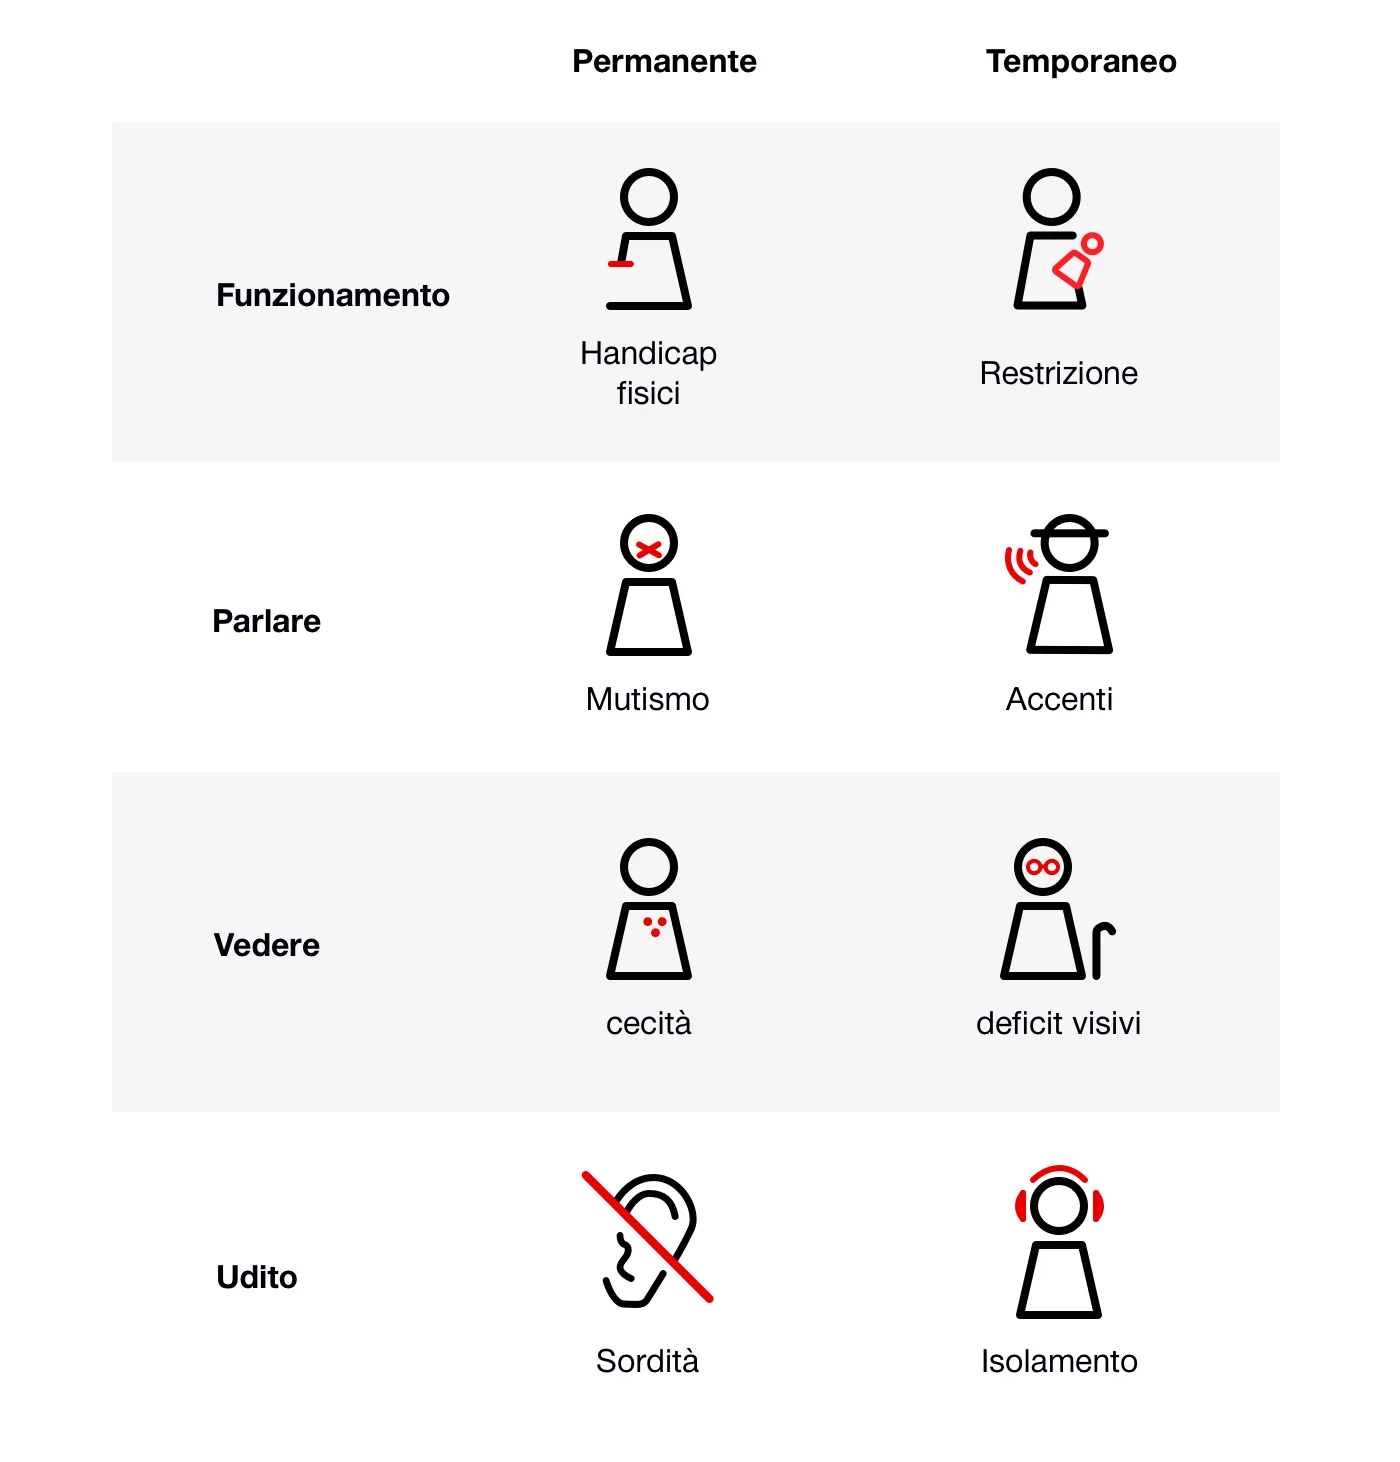 Permanente
Temporaneo
Funzionamento
Handicap
fisici
Restrizione
Parlare
Mutismo
Accenti
Vedere
cecità
deficit visivi
Udito
Sordità
Isolamento